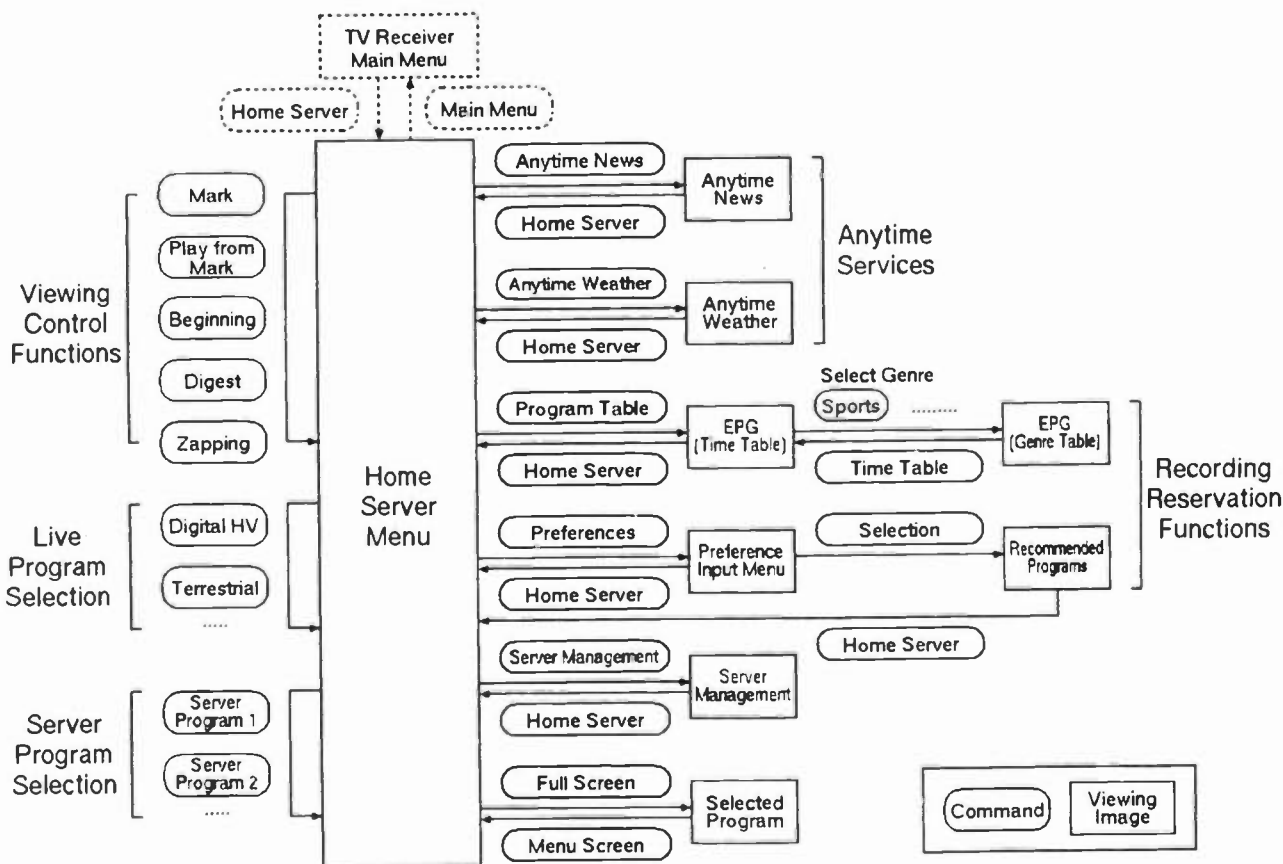 TV Receiver
Main Menu
Home Server
Main Menu
Viewing
Control
Functions
Mark
Play from
Mark
Beginning
Digest
Zapping
Live
Program
Selection
Digital HV
Terrestrial
.....
Server
Program
Selection
Server
Program 1
Server
Program 2
.....
Home
Server
Menu
Anytime News
Home Server
Anytime
News
Anytime Weather
Home Server
Anytime
Weather
Anytime
Services
Program Table
Home Server
EPG
(Time Table)
Select Genre
Sports
.........
Time Table
EPG
(Genre Table)
Preferences
Home Server
Preference
Input Menu
Selection
Recommended
Programs
Home Server
Recording
Reservation
Functions
Server Management
Home Server
Server
Management
Full Screen
Menu Screen
Selected
Program
Command
Viewing
Image